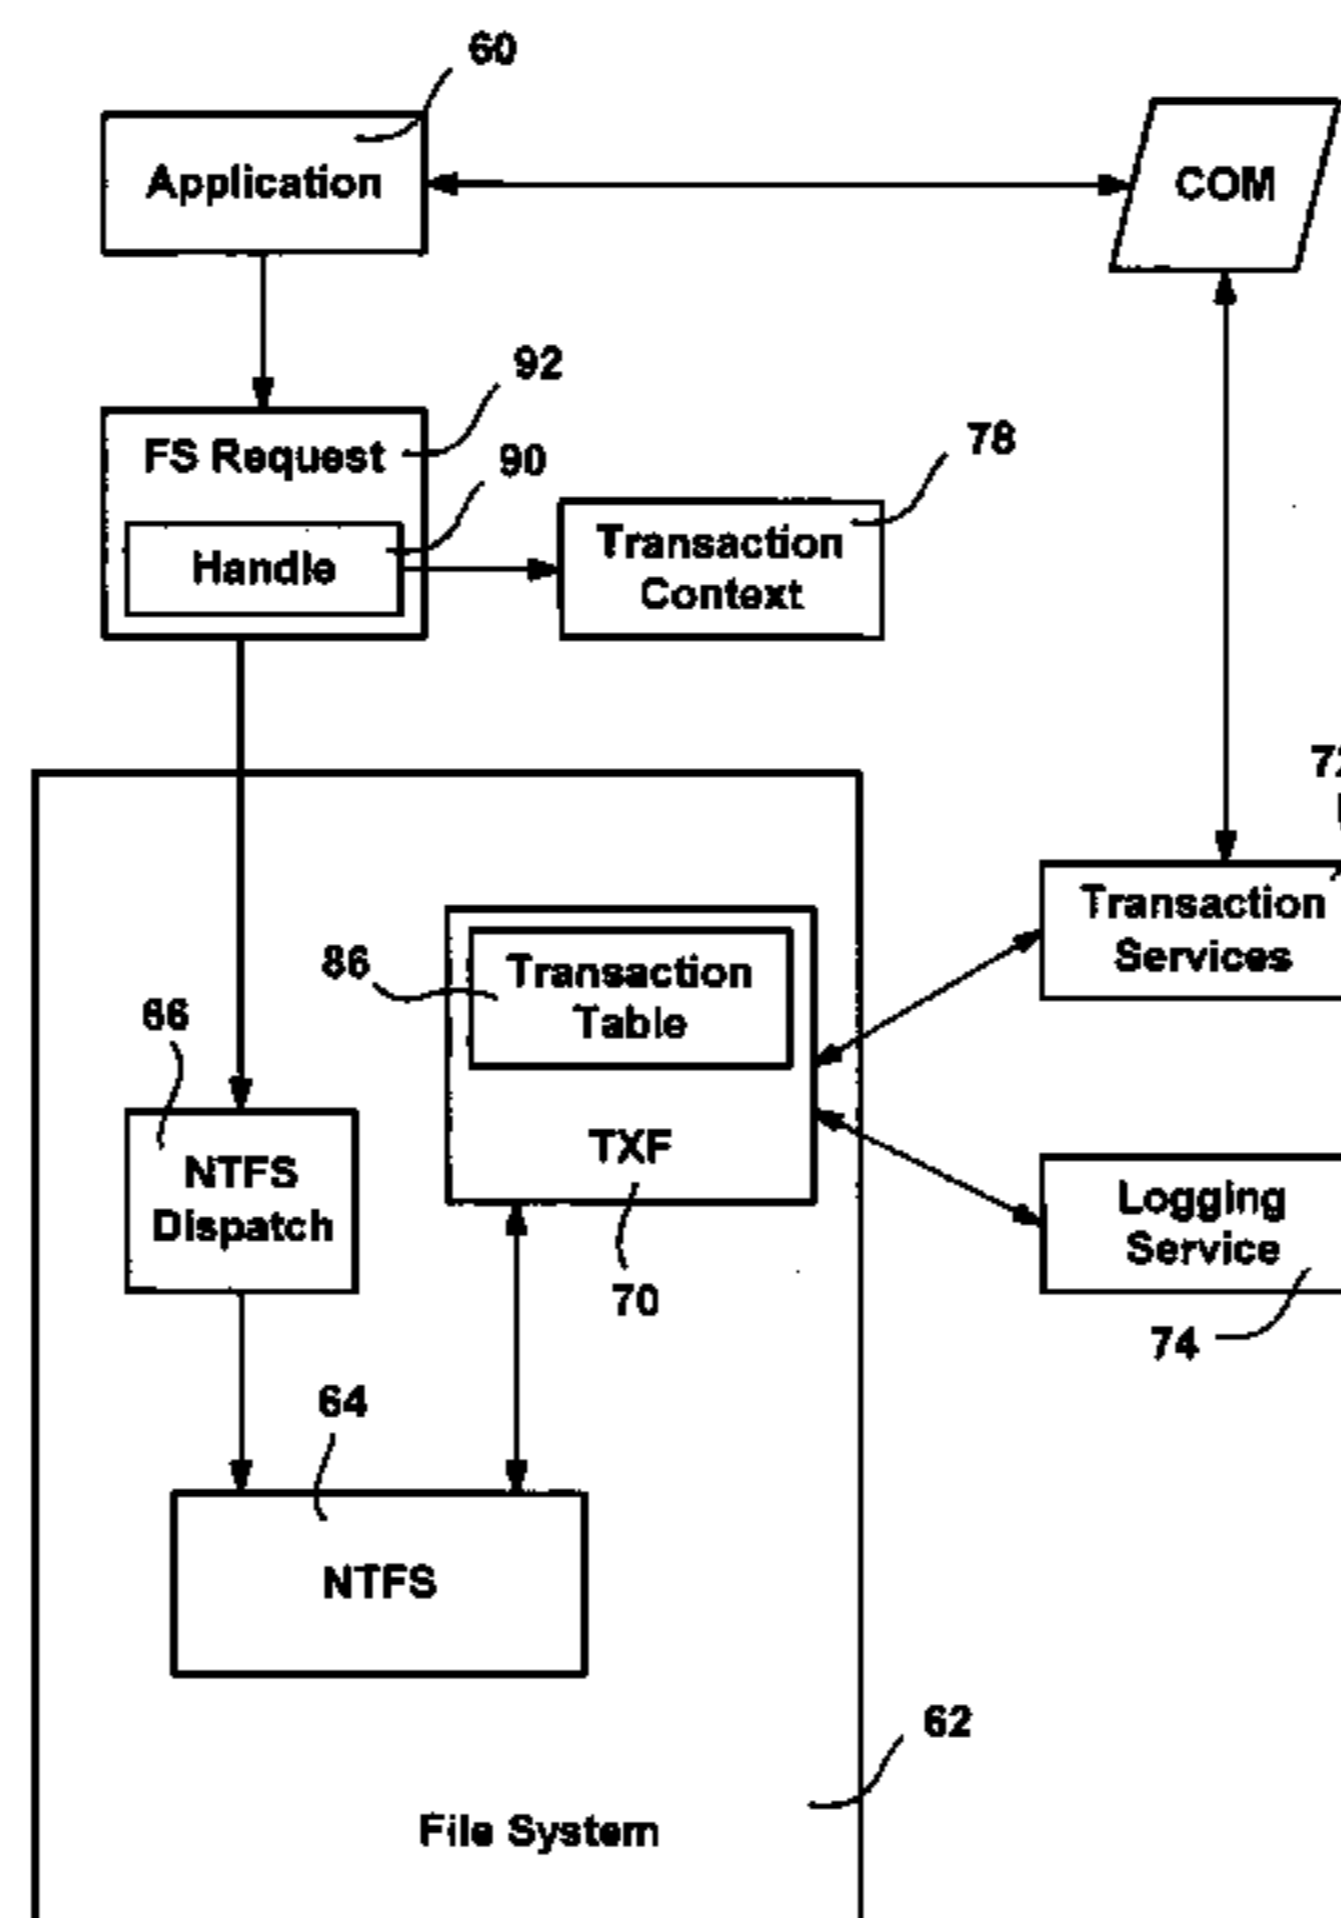 60
Application
COM
92
FS Request
90
78
Handle
Transaction
Context
72
Transaction
Services
86
Transaction
Table
66
NTFS
Dispatch
TXF
Logging
Service
70
74
64
NTFS
62
File System